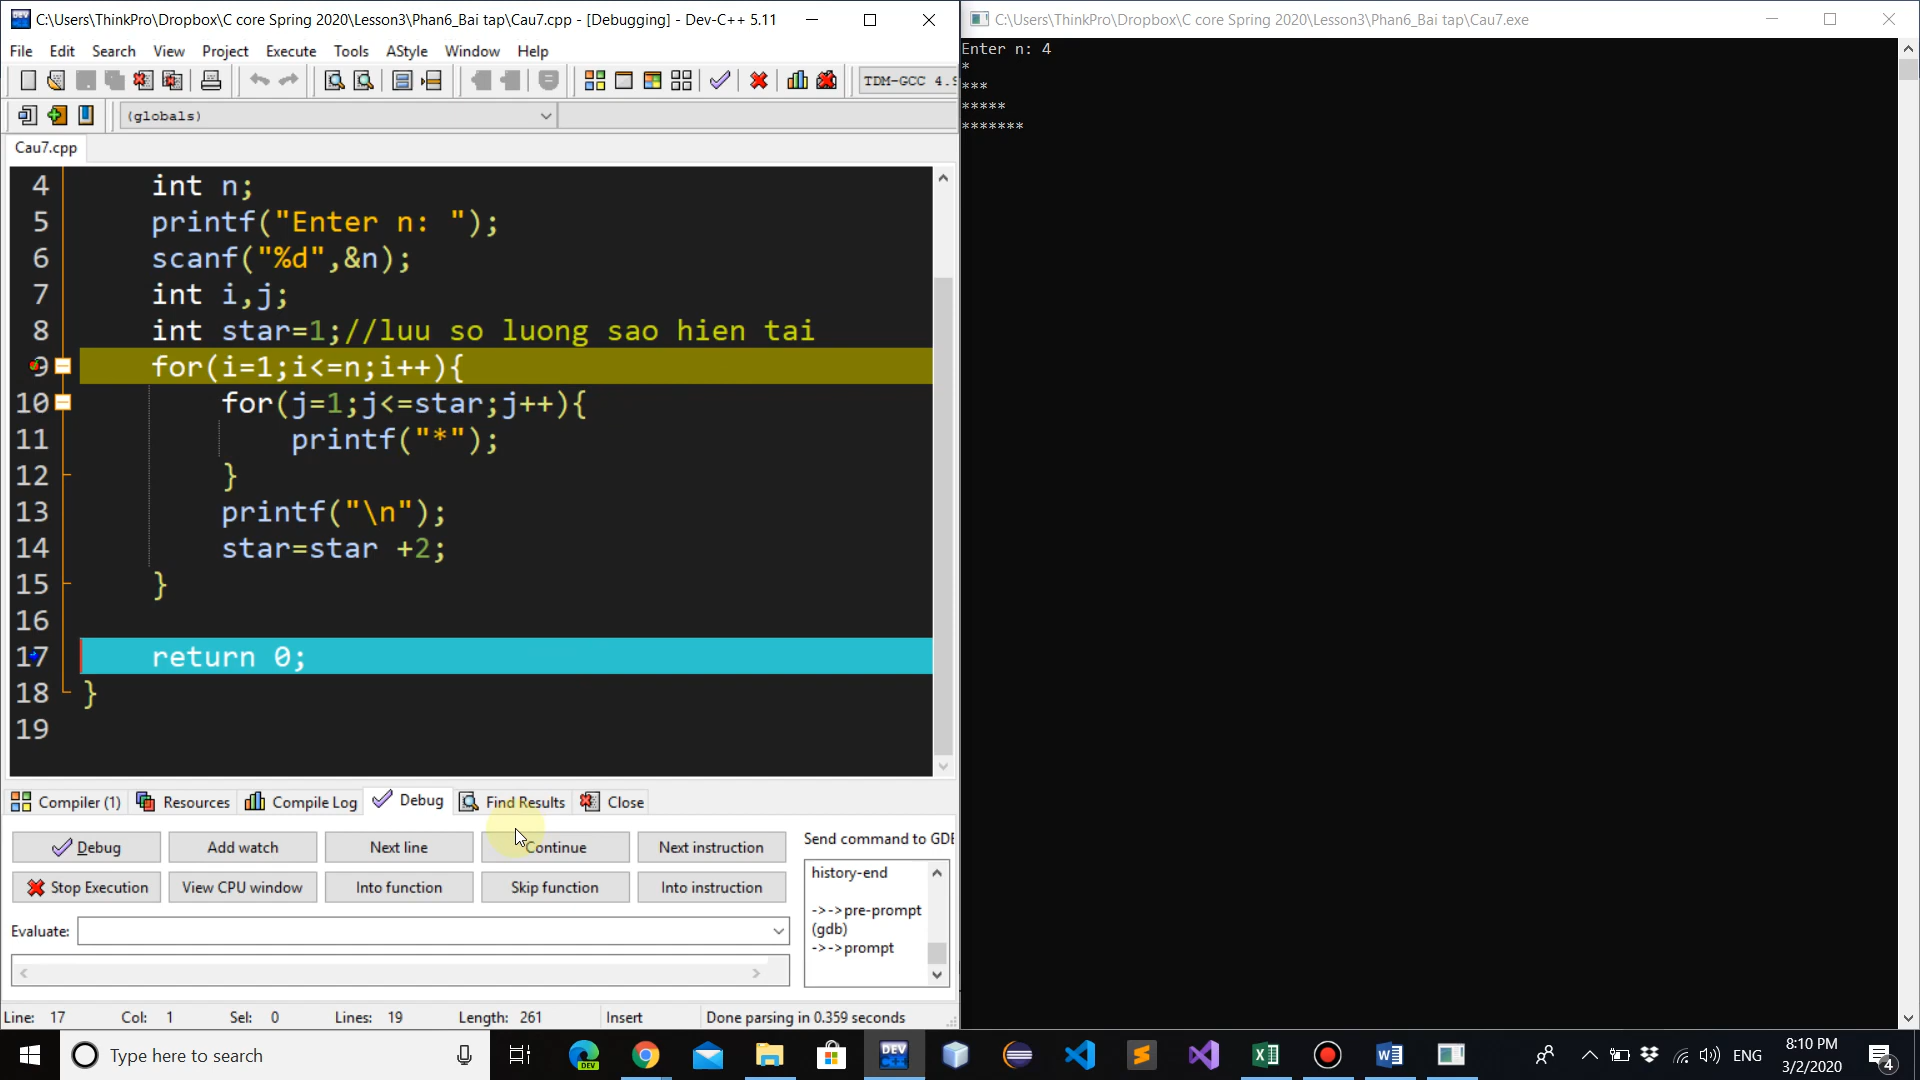 C:\Users\ThinkPro\Dropbox\C core Spring 2020\Lesson3\Phan6_Bai tap\Cau7.cpp - [Debugging] - Dev-C++ 5.11
File Edit Search View Project Execute Tools AStyle Window Help
TDM-GCC 4.9
(globals)
Cau7.cpp
4 int n;
5 printf("Enter n: ");
6 scanf("%d",&n);
7 int i,j;
8 int star=1;//luu so luong sao hien tai
9 for(i=1;i<=n;i++){
10 for(j=1;j<=star;j++){
11 printf("*");
12 }
13 printf("\n");
14 star=star +2;
15 }
16
17 return 0;
18 }
19
Compiler (1) Resources Compile Log Debug Find Results Close
Debug Add watch Next line Continue Next instruction
Stop Execution View CPU window Into function Skip function Into instruction
Evaluate:
Send command to GDB
history-end
->->pre-prompt
(gdb)
->->prompt
Line: 17 Col: 1 Sel: 0 Lines: 19 Length: 261 Insert Done parsing in 0.359 seconds
C:\Users\ThinkPro\Dropbox\C core Spring 2020\Lesson3\Phan6_Bai tap\Cau7.exe
Enter n: 4
*
***
*****
*******
Type here to search
DEV
DEV C++
ENG
8:10 PM
3/2/2020
4